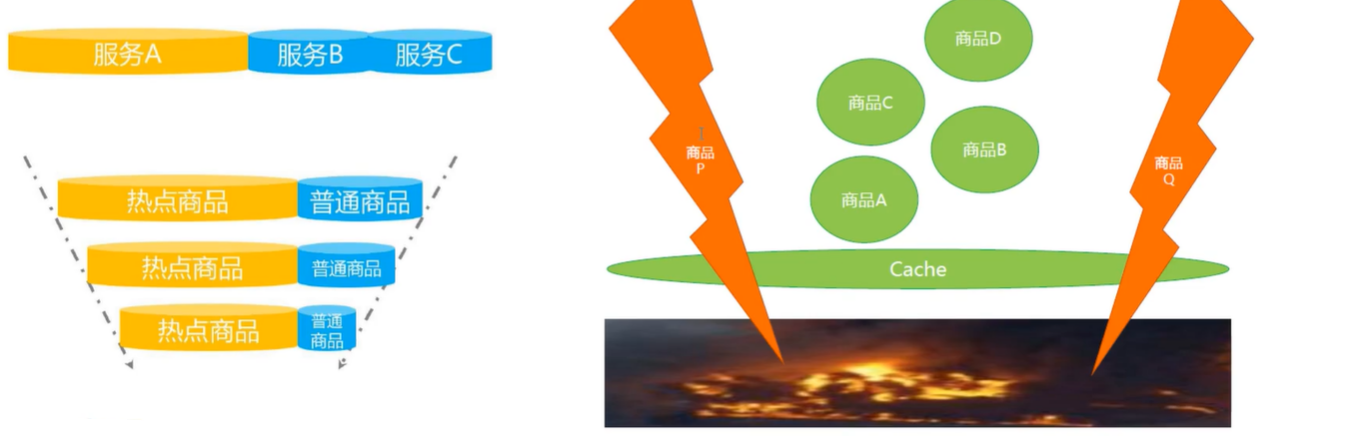 服务A
服务B
服务C
热点商品
普通商品
热点商品
普通商品
热点商品
普通
商品
商品D
商品C
商品B
商品A
商品
P
商品
Q
Cache